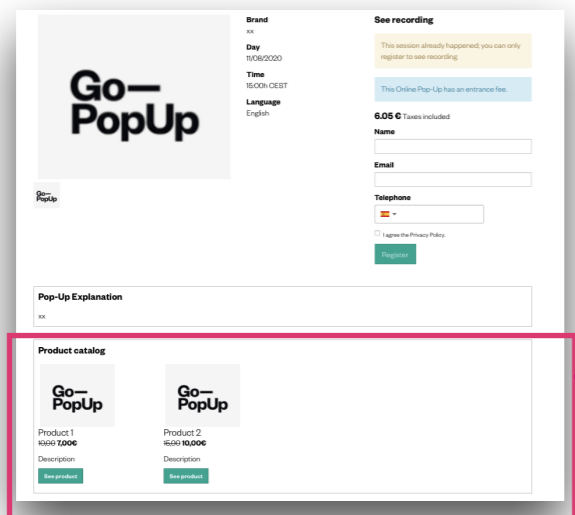 Go—
PopUp
Go—
PopUp
Brand
xx
Day
11/08/2020
Time
15:00h CEST
Language
English
See recording
This session already happened; you can only
register to see recording
This Online Pop-Up has an entrance fee.
6.05 € Taxes included
Name
Email
Telephone
I agree the Privacy Policy.
Register
Pop-Up Explanation
xx
Product catalog
Go—
PopUp
Product 1
10,00 7,00€
Description
See product
Go—
PopUp
Product 2
15,00 10,00€
Description
See product